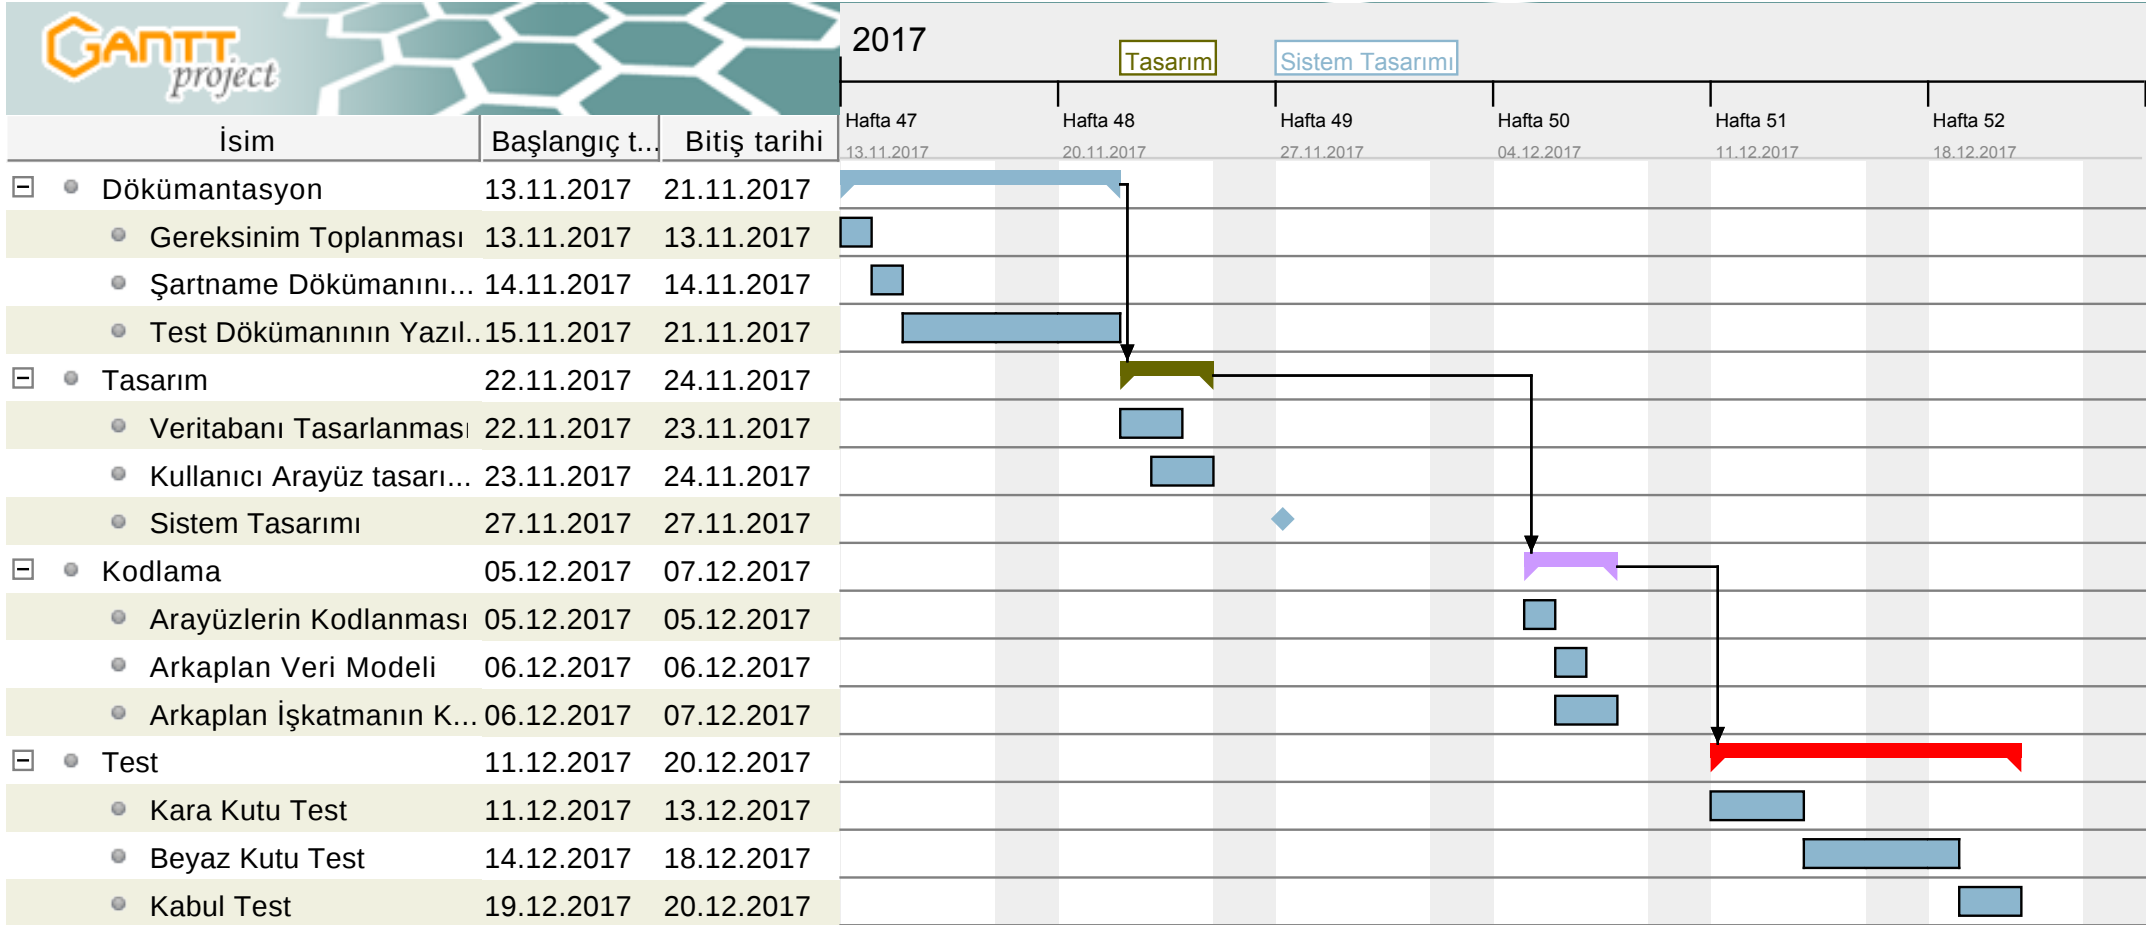 GANTT
project
2017
Tasarım
Sistem Tasarımı
Hafta 47
Hafta 48
Hafta 49
Hafta 50
Hafta 51
Hafta 52
13.11.2017
20.11.2017
27.11.2017
04.12.2017
11.12.2017
18.12.2017
İsim Başlangıç t... Bitiş tarihi
Dökümantasyon 13.11.2017 21.11.2017
Gereksinim Toplanması 13.11.2017 13.11.2017
Şartname Dökümanını... 14.11.2017 14.11.2017
Test Dökümanının Yazıl.. 15.11.2017 21.11.2017
Tasarım 22.11.2017 24.11.2017
Veritabanı Tasarlanması 22.11.2017 23.11.2017
Kullanıcı Arayüz tasarı... 23.11.2017 24.11.2017
Sistem Tasarımı 27.11.2017 27.11.2017
Kodlama 05.12.2017 07.12.2017
Arayüzlerin Kodlanması 05.12.2017 05.12.2017
Arkaplan Veri Modeli 06.12.2017 06.12.2017
Arkaplan İşkatmanın K... 06.12.2017 07.12.2017
Test 11.12.2017 20.12.2017
Kara Kutu Test 11.12.2017 13.12.2017
Beyaz Kutu Test 14.12.2017 18.12.2017
Kabul Test 19.12.2017 20.12.2017